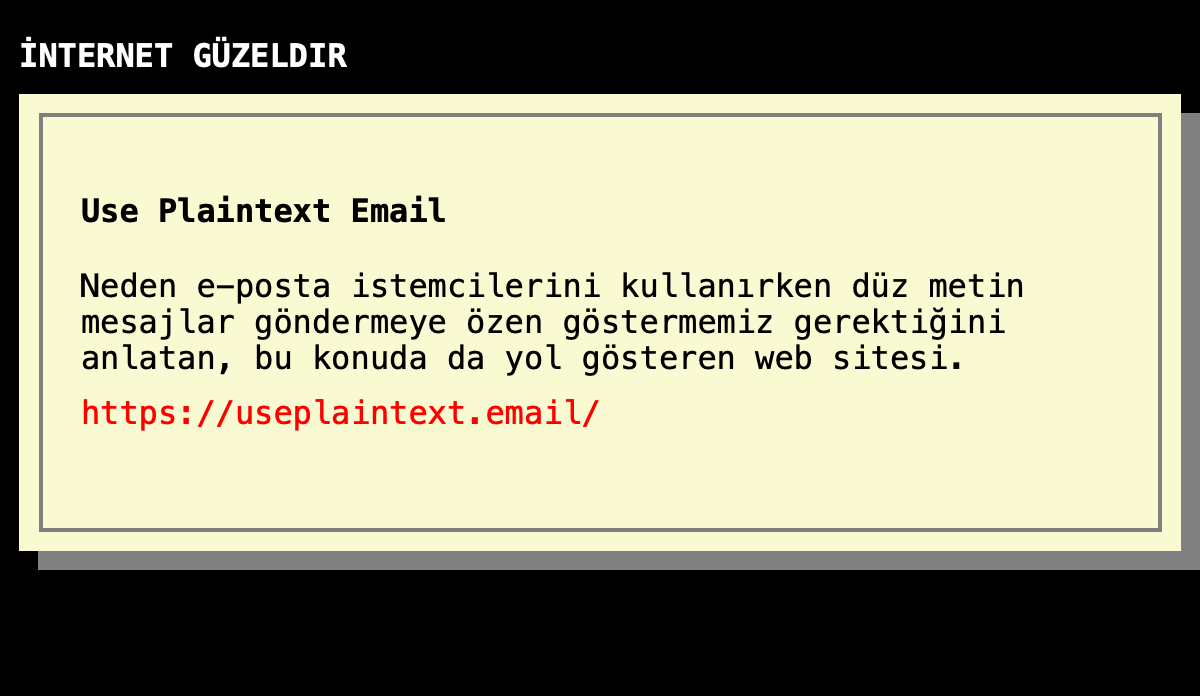 İNTERNET GÜZELDIR
Use Plaintext Email
Neden e-posta istemcilerini kullanırken düz metin
mesajlar göndermeye özen göstermemiz gerektiğini
anlatan, bu konuda da yol gösteren web sitesi.
https://useplaintext.email/